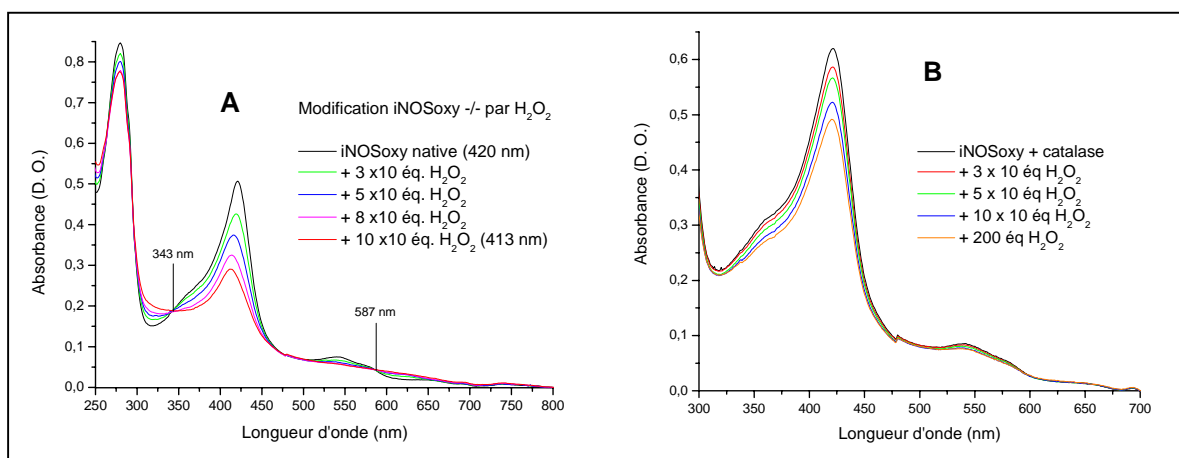 A
Modification iNOSoxy -/- par H₂O₂
iNOSoxy native (420 nm)
+ 3 x10 éq. H₂O₂
+ 5 x10 éq. H₂O₂
+ 8 x10 éq. H₂O₂
+ 10 x10 éq. H₂O₂ (413 nm)
343 nm
587 nm
Absorbance (D. O.)
0,8
0,7
0,6
0,5
0,4
0,3
0,2
0,1
0,0
250 300 350 400 450 500 550 600 650 700 750 800
Longueur d'onde (nm)
B
iNOSoxy + catalase
+ 3 x 10 éq H₂O₂
+ 5 x 10 éq H₂O₂
+ 10 x 10 éq H₂O₂
+ 200 éq H₂O₂
Absorbance (D. O.)
0,6
0,5
0,4
0,3
0,2
0,1
0,0
300 350 400 450 500 550 600 650 700
Longueur d'onde (nm)